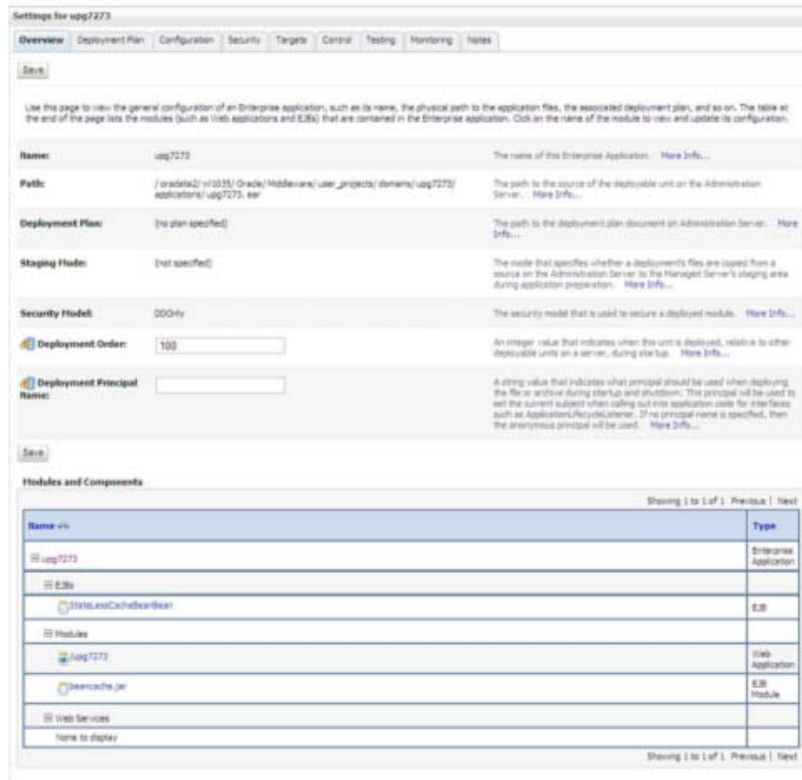 Settings for upg7273
Overview Deployment Plan Configuration Security Targets Control Testing Monitoring Notes
Save
Use this page to view the general configuration of an Enterprise application, such as its name, the physical path to the application files, the associated deployment plan, and so on. The table at
the end of the page lists the modules (such as Web applications and EJBs) that are contained in the Enterprise application. Click on the name of the module to view and update its configuration.
Name: upg7273 The name of this Enterprise Application. More Info...
Path: /oradata2/wl1035/Oracle/Middleware/user_projects/domains/upg7273/ The path to the source of the deployable unit on the Administration
applications/upg7273.ear Server. More Info...
Deployment Plan: (no plan specified) The path to the deployment plan document on Administration Server. More
Info...
Staging Mode: (not specified) The mode that specifies whether a deployment's files are copied from a
source on the Administration Server to the Managed Server's staging area
during application preparation. More Info...
Security Model: DDOnly The security model that is used to secure a deployed module. More Info...
Deployment Order: 100 An integer value that indicates when this unit is deployed, relative to other
deployable units on a server, during startup. More Info...
Deployment Principal A string value that indicates what principal should be used when deploying
Name: the file or archive during startup and shutdown. This principal will be used to
set the current subject when calling out into application code for interfaces
such as ApplicationLifecycleListener. If no principal name is specified, then
the anonymous principal will be used. More Info...
Save
Modules and Components
Showing 1 to 1 of 1 Previous | Next
Name Type
upg7273 Enterprise
Application
EJBs
StateLessCacheBeanBean EJB
Modules
/upg7273 Web
Application
beancache.jar EJB
Module
Web Services
None to display
Showing 1 to 1 of 1 Previous | Next